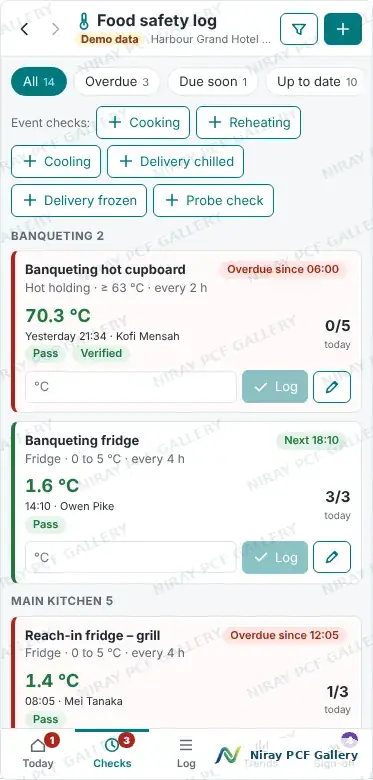 Food safety log
Demo data · Harbour Grand Hotel ...
All 14
Overdue 3
Due soon 1
Up to date 10
Event checks:
+ Cooking
+ Reheating
+ Cooling
+ Delivery chilled
+ Delivery frozen
+ Probe check
BANQUETING 2
Banqueting hot cupboard
Overdue since 06:00
Hot holding · ≥ 63 °C · every 2 h
70.3 °C
0/5
Yesterday 21:34 · Kofi Mensah
today
Pass
Verified
°C
Log
Banqueting fridge
Next 18:10
Fridge · 0 to 5 °C · every 4 h
1.6 °C
3/3
14:10 · Owen Pike
today
Pass
°C
Log
MAIN KITCHEN 5
Reach-in fridge – grill
Overdue since 12:05
Fridge · 0 to 5 °C · every 4 h
1.4 °C
1/3
08:05 · Mei Tanaka
today
Pass
1
3
Today
Checks
Log
Trends
Sign-off
Niray PCF Gallery
NIRAY PCF GALLERY